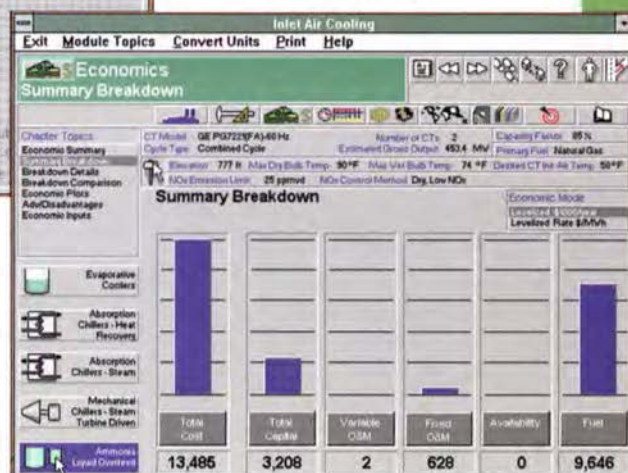 Inlet Air Cooling
Exit Module Topics Convert Units Print Help
Economics
Summary Breakdown
Chapter Topics
Economic Summary
Summary Breakdown
Breakdown Details
Breakdown Comparison
Economic Plots
Adv/Disadvantages
Economic Inputs
CT Model GE PG7221(FA)-60 Hz Number of CTs 2 Capacity Factor 85 %
Cycle Type Combined Cycle Estimated Gross Output 453.4 MW Primary Fuel Natural Gas
Elevation 777 ft Max Dry Bulb Temp 90°F Max Wet Bulb Temp 74 °F Desired CT Inlet Air Temp 50°F
NOx Emission Limit 25 ppmvd NOx Control Method Dry, Low NOx
Summary Breakdown
Economic Mode
Levelized $1000/year
Levelized Rate $/MWh
Evaporative
Coolers
Absorption
Chillers - Heat
Recovery
Absorption
Chillers - Steam
Mechanical
Chillers - Steam
Turbine Driven
Ammonia
Liquid Overfeed
Total
Cost
Total
Capital
Variable
O&M
Fixed
O&M
Availability
Fuel
13,485 3,208 2 628 0 9,646